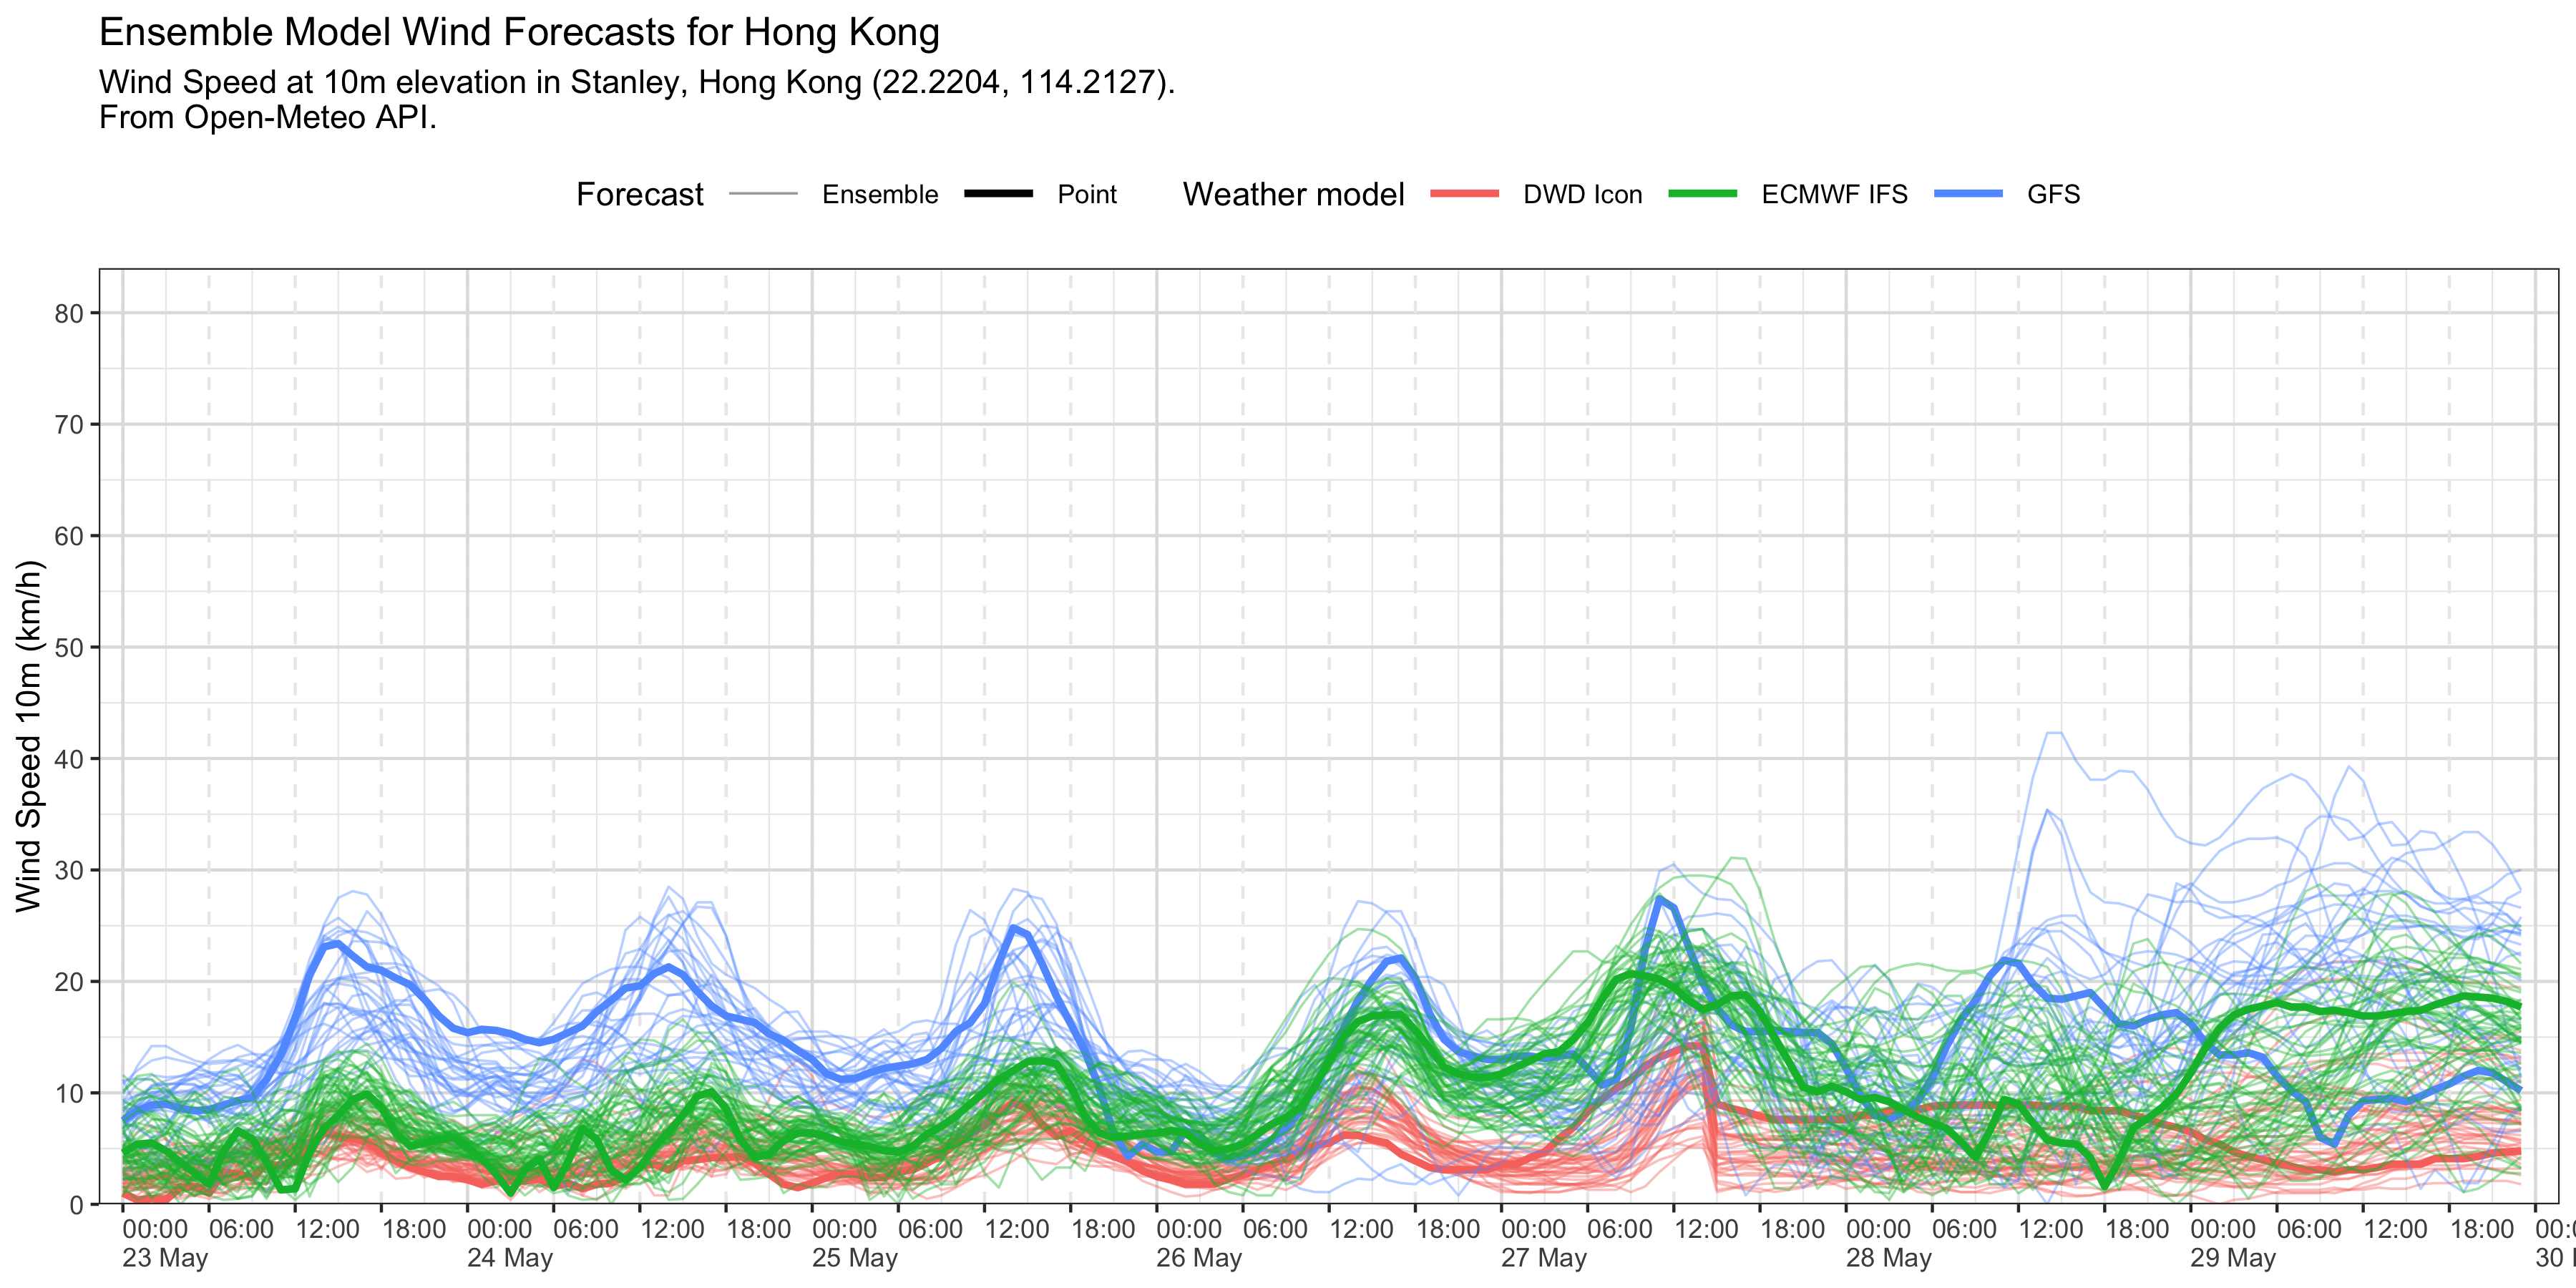 Ensemble Model Wind Forecasts for Hong Kong
Wind Speed at 10m elevation in Stanley, Hong Kong (22.2204, 114.2127).
From Open-Meteo API.
Forecast Ensemble Point Weather model DWD Icon ECMWF IFS GFS
Wind Speed 10m (km/h)
80
70
60
50
40
30
20
10
0
00:00 06:00 12:00 18:00 00:00 06:00 12:00 18:00 00:00 06:00 12:00 18:00 00:00 06:00 12:00 18:00 00:00 06:00 12:00 18:00 00:00 06:00 12:00 18:00 00:00 06:00 12:00 18:00
23 May 24 May 25 May 26 May 27 May 28 May 29 May 30